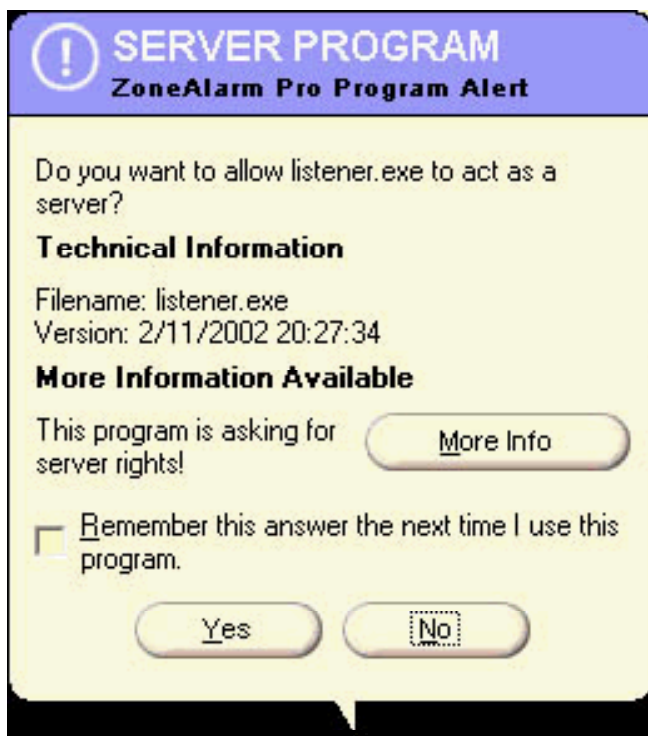 SERVER PROGRAM
ZoneAlarm Pro Program Alert
Do you want to allow listener.exe to act as a
server?
Technical Information
Filename: listener.exe
Version: 2/11/2002 20:27:34
More Information Available
This program is asking for
server rights!
More Info
Remember this answer the next time I use this
program.
Yes
No